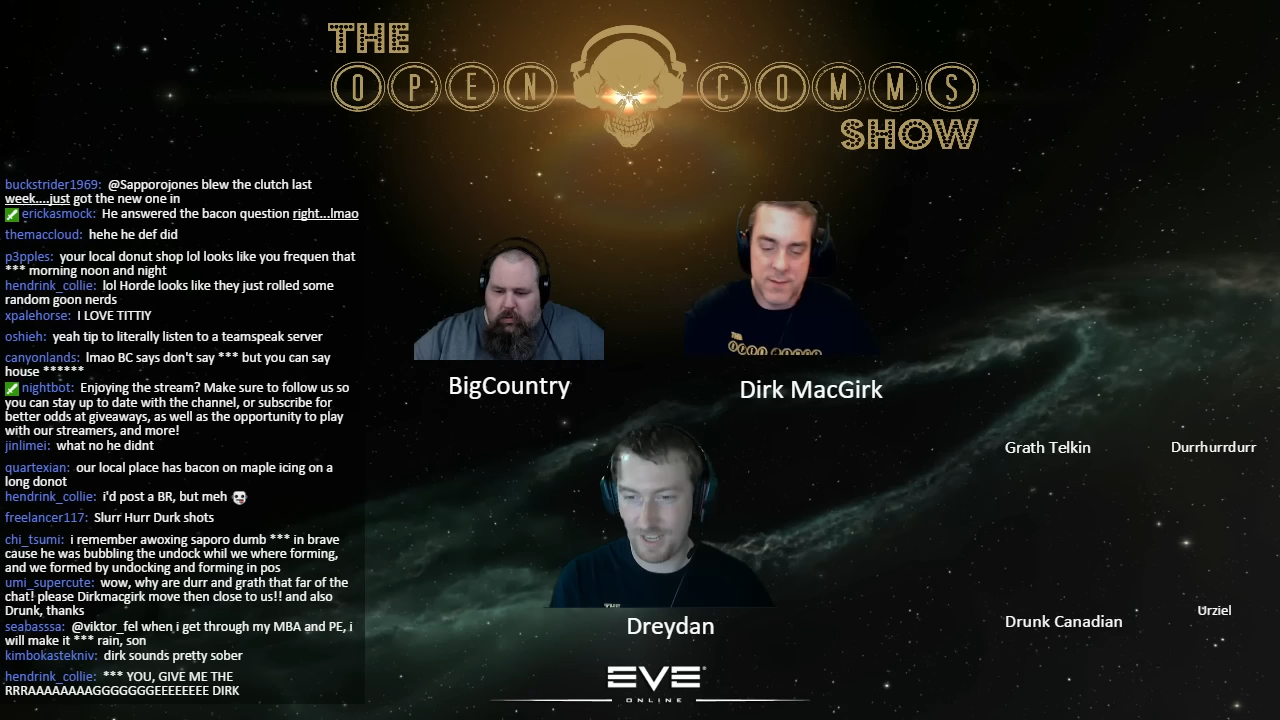 THE
OPEN COMMS
SHOW
buckstrider1969: @Sapporojones blew the clutch last
week....just got the new one in
erickasmock: He answered the bacon question right...lmao
themaccloud: hehe he def did
p3pples: your local donut shop lol looks like you frequen that
*** morning noon and night
hendrink_collie: lol Horde looks like they just rolled some
random goon nerds
xpalehorse: I LOVE TITTIY
oshieh: yeah tip to literally listen to a teamspeak server
canyonlands: lmao BC says don't say *** but you can say
house ******
nightbot: Enjoying the stream? Make sure to follow us so
you can stay up to date with the channel, or subscribe for
better odds at giveaways, as well as the opportunity to play
with our streamers, and more!
jinlimei: what no he didnt
quartexian: our local place has bacon on maple icing on a
long donot
hendrink_collie: i'd post a BR, but meh
freelancer117: Slurr Hurr Durk shots
chi_tsumi: i remember awoxing saporo dumb *** in brave
cause he was bubbling the undock whil we where forming,
and we formed by undocking and forming in pos
umi_supercute: wow, why are durr and grath that far of the
chat! please Dirkmacgirk move then close to us!! and also
Drunk, thanks
seabasssa: @viktor_fel when i get through my MBA and PE, i
will make it *** rain, son
kimbokastekniv: dirk sounds pretty sober
hendrink_collie: *** YOU, GIVE ME THE
RRRAAAAAAAAGGGGGGGEEEEEEEE DIRK
BigCountry
Dirk MacGirk
Dreydan
Grath Telkin
Durrhurrdurr
Drunk Canadian
Urziel
EVE
ONLINE